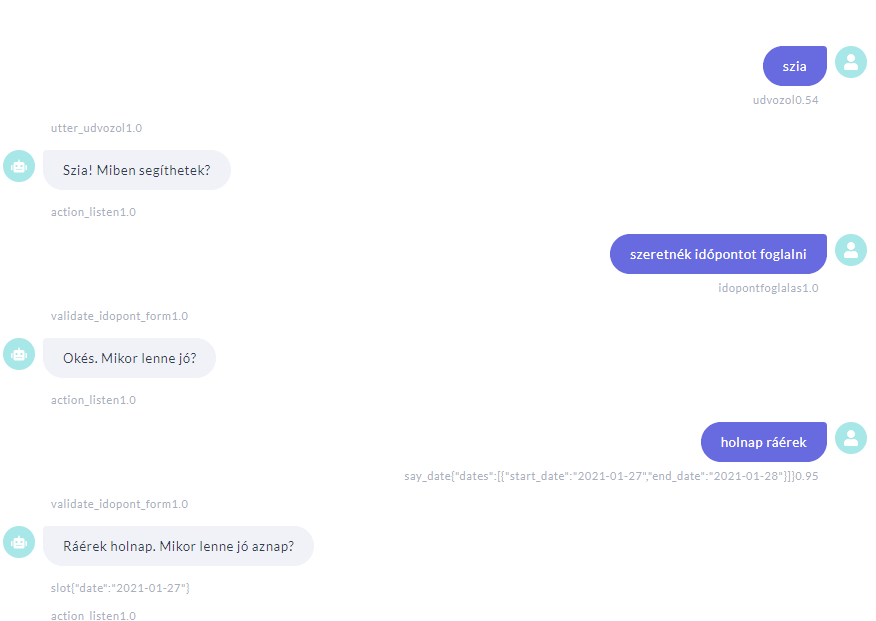 szia
udvozol0.54
utter_udvozol1.0
Szia! Miben segíthetek?
action_listen1.0
szeretnék időpontot foglalni
idopontfoglalas1.0
validate_idopont_form1.0
Okés. Mikor lenne jó?
action_listen1.0
holnap ráérek
say_date{"dates":[["start_date":"2021-01-27","end_date":"2021-01-28"]]}0.95
validate_idopont_form1.0
Ráérek holnap. Mikor lenne jó aznap?
slot{"date":"2021-01-27"}
action_listen1.0